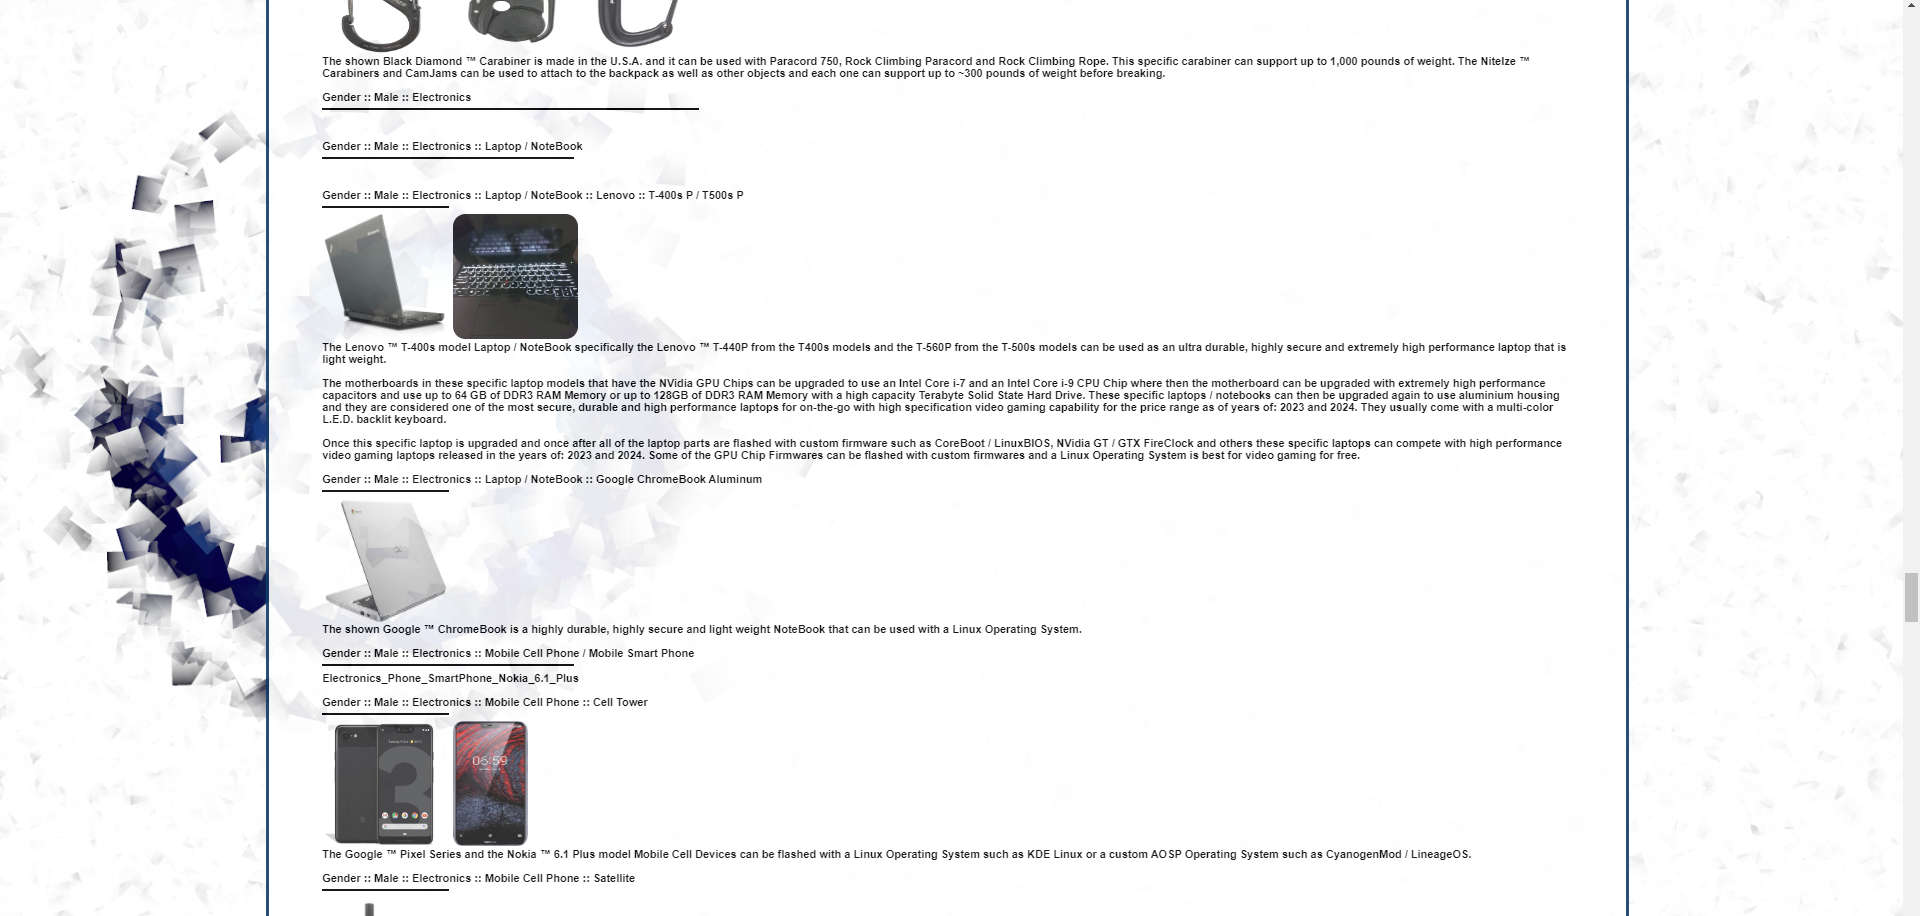 The shown Black Diamond ™ Carabiner is made in the U.S.A. and it can be used with Paracord 750, Rock Climbing Paracord and Rock Climbing Rope. This specific carabiner can support up to 1,000 pounds of weight. The NiteIze ™
Carabiners and CamJams can be used to attach to the backpack as well as other objects and each one can support up to ~300 pounds of weight before breaking.
Gender :: Male :: Electronics
Gender :: Male :: Electronics :: Laptop / NoteBook
Gender :: Male :: Electronics :: Laptop / NoteBook :: Lenovo :: T-400s P / T500s P
The Lenovo ™ T-400s model Laptop / NoteBook specifically the Lenovo ™ T-440P from the T400s models and the T-560P from the T-500s models can be used as an ultra durable, highly secure and extremely high performance laptop that is
light weight.
The motherboards in these specific laptop models that have the NVidia GPU Chips can be upgraded to use an Intel Core i-7 and an Intel Core i-9 CPU Chip where then the motherboard can be upgraded with extremely high performance
capacitors and use up to 64 GB of DDR3 RAM Memory or up to 128GB of DDR3 RAM Memory with a high capacity Terabyte Solid State Hard Drive. These specific laptops / notebooks can then be upgraded again to use aluminium housing
and they are considered one of the most secure, durable and high performance laptops for on-the-go with high specification video gaming capability for the price range as of years of: 2023 and 2024. They usually come with a multi-color
L.E.D. backlit keyboard.
Once this specific laptop is upgraded and once after all of the laptop parts are flashed with custom firmware such as CoreBoot / LinuxBIOS, NVidia GT / GTX FireClock and others these specific laptops can compete with high performance
video gaming laptops released in the years of: 2023 and 2024. Some of the GPU Chip Firmwares can be flashed with custom firmwares and a Linux Operating System is best for video gaming for free.
Gender :: Male :: Electronics :: Laptop / NoteBook :: Google ChromeBook Aluminum
The shown Google ™ ChromeBook is a highly durable, highly secure and light weight NoteBook that can be used with a Linux Operating System.
Gender :: Male :: Electronics :: Mobile Cell Phone / Mobile Smart Phone
Electronics_Phone_SmartPhone_Nokia_6.1_Plus
Gender :: Male :: Electronics :: Mobile Cell Phone :: Cell Tower
3
06:59
The Google ™ Pixel Series and the Nokia ™ 6.1 Plus model Mobile Cell Devices can be flashed with a Linux Operating System such as KDE Linux or a custom AOSP Operating System such as CyanogenMod / LineageOS.
Gender :: Male :: Electronics :: Mobile Cell Phone :: Satellite